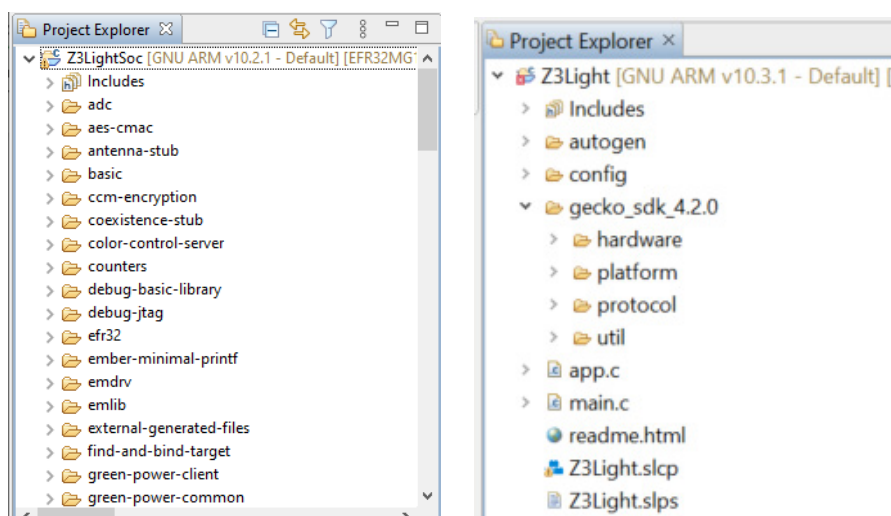 Project Explorer
Z3LightSoc [GNU ARM v10.2.1 - Default] [EFR32MG1
Includes
adc
aes-cmac
antenna-stub
basic
ccm-encryption
coexistence-stub
color-control-server
counters
debug-basic-library
debug-jtag
efr32
ember-minimal-printf
emdrv
emlib
external-generated-files
find-and-bind-target
green-power-client
green-power-common
Project Explorer
Z3Light [GNU ARM v10.3.1 - Default] [
Includes
autogen
config
gecko_sdk_4.2.0
hardware
platform
protocol
util
app.c
main.c
readme.html
Z3Light.slcp
Z3Light.slps